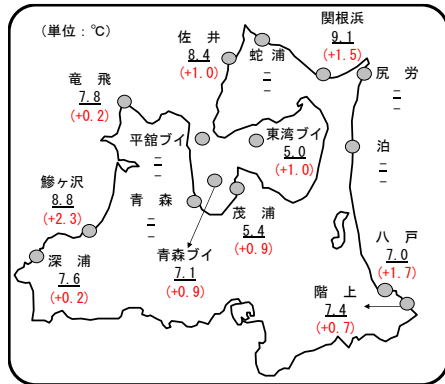 (単位：℃)
関根浜
9.1
(+1.5)
佐 井
8.4
(+1.0)
蛇 浦
－
－
尻 労
－
－
竜 飛
7.8
(+0.2)
平舘ブイ
－
－
東湾ブイ
5.0
(+1.0)
泊
－
－
鰺ヶ沢
8.8
(+2.3)
青 森
－
－
茂 浦
5.4
(+0.9)
深 浦
7.6
(+0.2)
青森ブイ
7.1
(+0.9)
八 戸
7.0
(+1.7)
階 上
7.4
(+0.7)